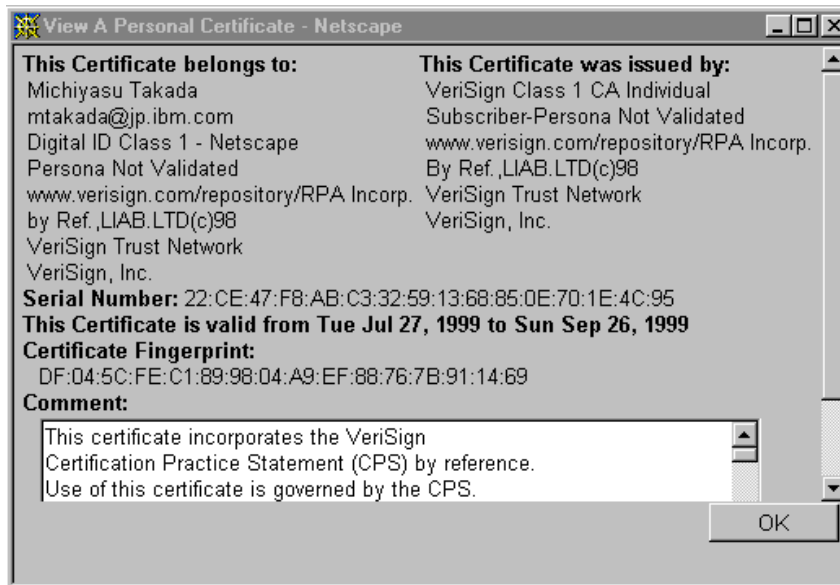 View A Personal Certificate - Netscape
This Certificate belongs to:
Michiyasu Takada
mtakada@jp.ibm.com
Digital ID Class 1 - Netscape
Persona Not Validated
www.verisign.com/repository/RPA Incorp.
by Ref.,LIAB.LTD(c)98
VeriSign Trust Network
VeriSign, Inc.
This Certificate was issued by:
VeriSign Class 1 CA Individual
Subscriber-Persona Not Validated
www.verisign.com/repository/RPA Incorp.
By Ref.,LIAB.LTD(c)98
VeriSign Trust Network
VeriSign, Inc.
Serial Number: 22:CE:47:F8:AB:C3:32:59:13:68:85:0E:70:1E:4C:95
This Certificate is valid from Tue Jul 27, 1999 to Sun Sep 26, 1999
Certificate Fingerprint:
DF:04:5C:FE:C1:89:98:04:A9:EF:88:76:7B:91:14:69
Comment:
This certificate incorporates the VeriSign
Certification Practice Statement (CPS) by reference.
Use of this certificate is governed by the CPS.
OK